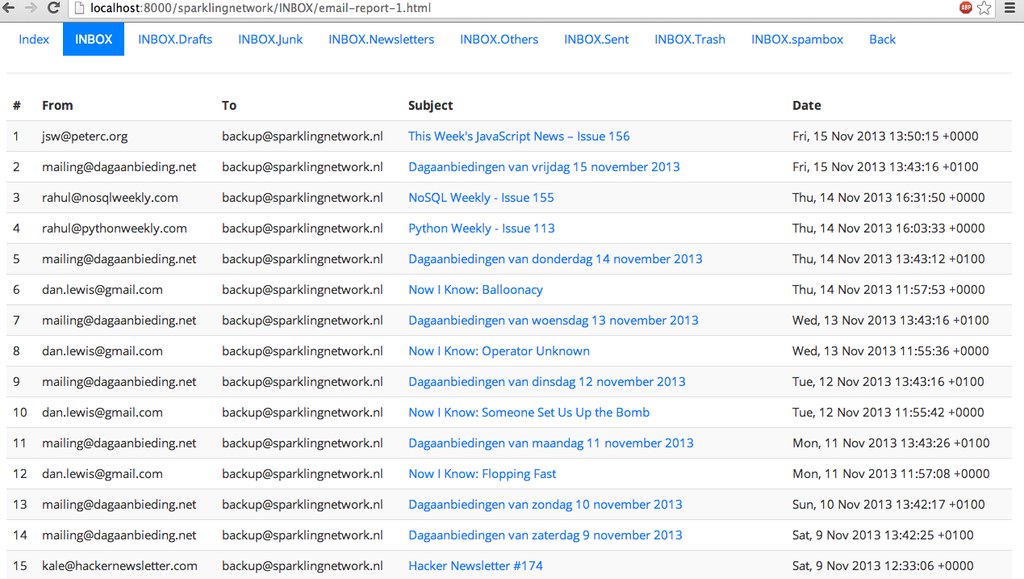 localhost:8000/sparklingnetwork/INBOX/email-report-1.html ABP
Index INBOX INBOX.Drafts INBOX.Junk INBOX.Newsletters INBOX.Others INBOX.Sent INBOX.Trash INBOX.spambox Back
# From To Subject Date
1 jsw@peterc.org backup@sparklingnetwork.nl This Week's JavaScript News – Issue 156 Fri, 15 Nov 2013 13:50:15 +0000
2 mailing@dagaanbieding.net backup@sparklingnetwork.nl Dagaanbiedingen van vrijdag 15 november 2013 Fri, 15 Nov 2013 13:43:16 +0100
3 rahul@nosqlweekly.com backup@sparklingnetwork.nl NoSQL Weekly - Issue 155 Thu, 14 Nov 2013 16:31:50 +0000
4 rahul@pythonweekly.com backup@sparklingnetwork.nl Python Weekly - Issue 113 Thu, 14 Nov 2013 16:03:33 +0000
5 mailing@dagaanbieding.net backup@sparklingnetwork.nl Dagaanbiedingen van donderdag 14 november 2013 Thu, 14 Nov 2013 13:43:12 +0100
6 dan.lewis@gmail.com backup@sparklingnetwork.nl Now I Know: Balloonacy Thu, 14 Nov 2013 11:57:53 +0000
7 mailing@dagaanbieding.net backup@sparklingnetwork.nl Dagaanbiedingen van woensdag 13 november 2013 Wed, 13 Nov 2013 13:43:16 +0100
8 dan.lewis@gmail.com backup@sparklingnetwork.nl Now I Know: Operator Unknown Wed, 13 Nov 2013 11:55:36 +0000
9 mailing@dagaanbieding.net backup@sparklingnetwork.nl Dagaanbiedingen van dinsdag 12 november 2013 Tue, 12 Nov 2013 13:43:16 +0100
10 dan.lewis@gmail.com backup@sparklingnetwork.nl Now I Know: Someone Set Us Up the Bomb Tue, 12 Nov 2013 11:55:42 +0000
11 mailing@dagaanbieding.net backup@sparklingnetwork.nl Dagaanbiedingen van maandag 11 november 2013 Mon, 11 Nov 2013 13:43:26 +0100
12 dan.lewis@gmail.com backup@sparklingnetwork.nl Now I Know: Flopping Fast Mon, 11 Nov 2013 11:57:08 +0000
13 mailing@dagaanbieding.net backup@sparklingnetwork.nl Dagaanbiedingen van zondag 10 november 2013 Sun, 10 Nov 2013 13:42:17 +0100
14 mailing@dagaanbieding.net backup@sparklingnetwork.nl Dagaanbiedingen van zaterdag 9 november 2013 Sat, 9 Nov 2013 13:42:25 +0100
15 kale@hackernewsletter.com backup@sparklingnetwork.nl Hacker Newsletter #174 Sat, 9 Nov 2013 12:33:06 +0000